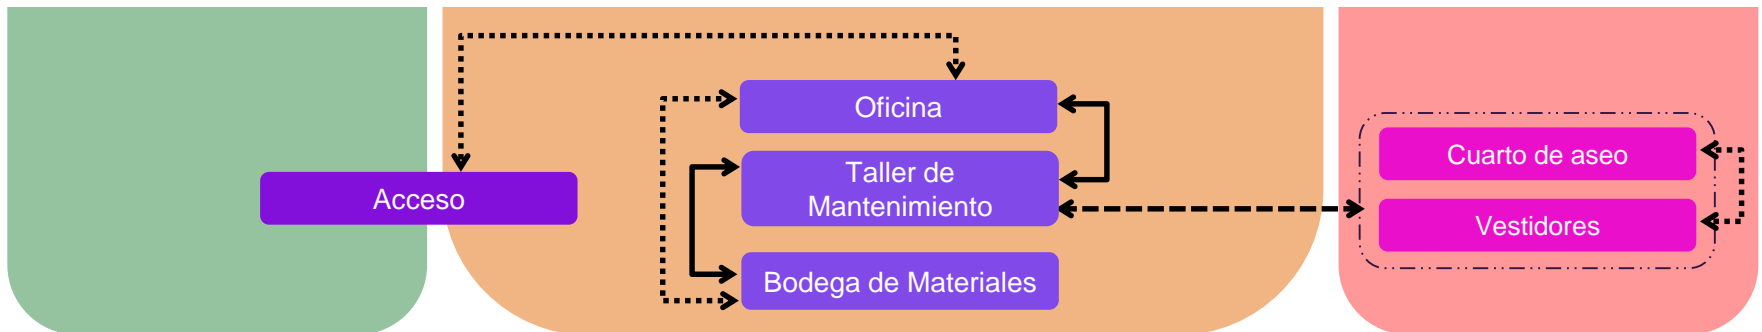 Oficina
Cuarto de aseo
Taller de
Mantenimiento
Acceso
Vestidores
Bodega de Materiales